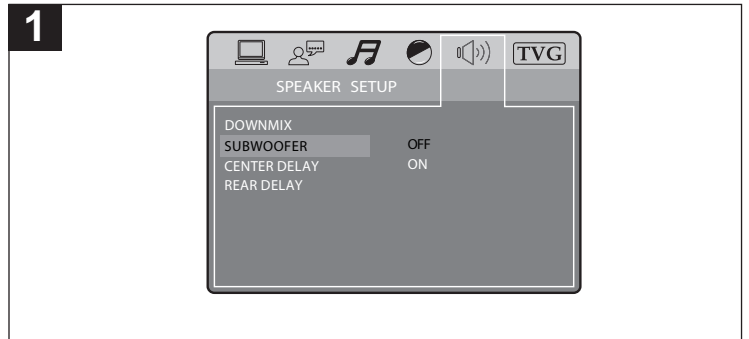 1
TVG
SPEAKER SETUP
DOWNMIX
SUBWOOFER OFF
CENTER DELAY ON
REAR DELAY